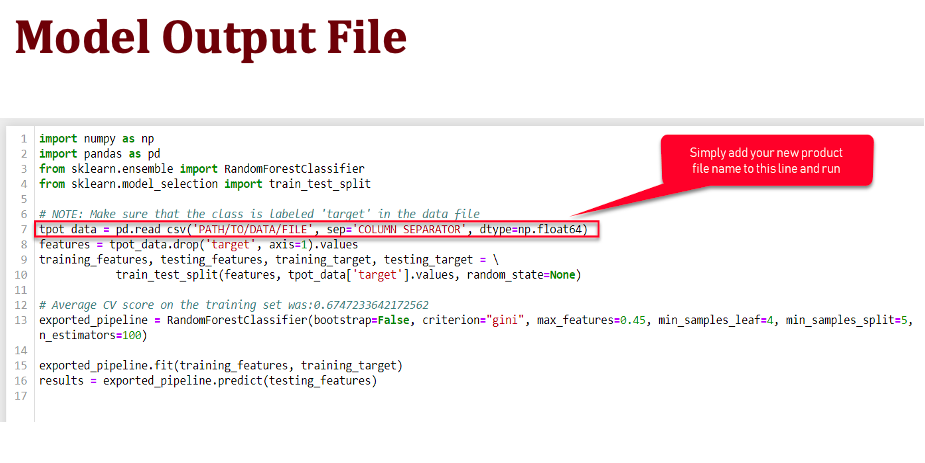 Model Output File
Simply add your new product
file name to this line and run
1 import numpy as np
2 import pandas as pd
3 from sklearn.ensemble import RandomForestClassifier
4 from sklearn.model_selection import train_test_split
5
6 # NOTE: Make sure that the class is labeled 'target' in the data file
7 tpot_data = pd.read_csv('PATH/TO/DATA/FILE', sep='COLUMN_SEPARATOR', dtype=np.float64)
8 features = tpot_data.drop('target', axis=1).values
9 training_features, testing_features, training_target, testing_target = \
10 train_test_split(features, tpot_data['target'].values, random_state=None)
11
12 # Average CV score on the training set was:0.6747233642172562
13 exported_pipeline = RandomForestClassifier(bootstrap=False, criterion="gini", max_features=0.45, min_samples_leaf=4, min_samples_split=5,
n_estimators=100)
14
15 exported_pipeline.fit(training_features, training_target)
16 results = exported_pipeline.predict(testing_features)
17